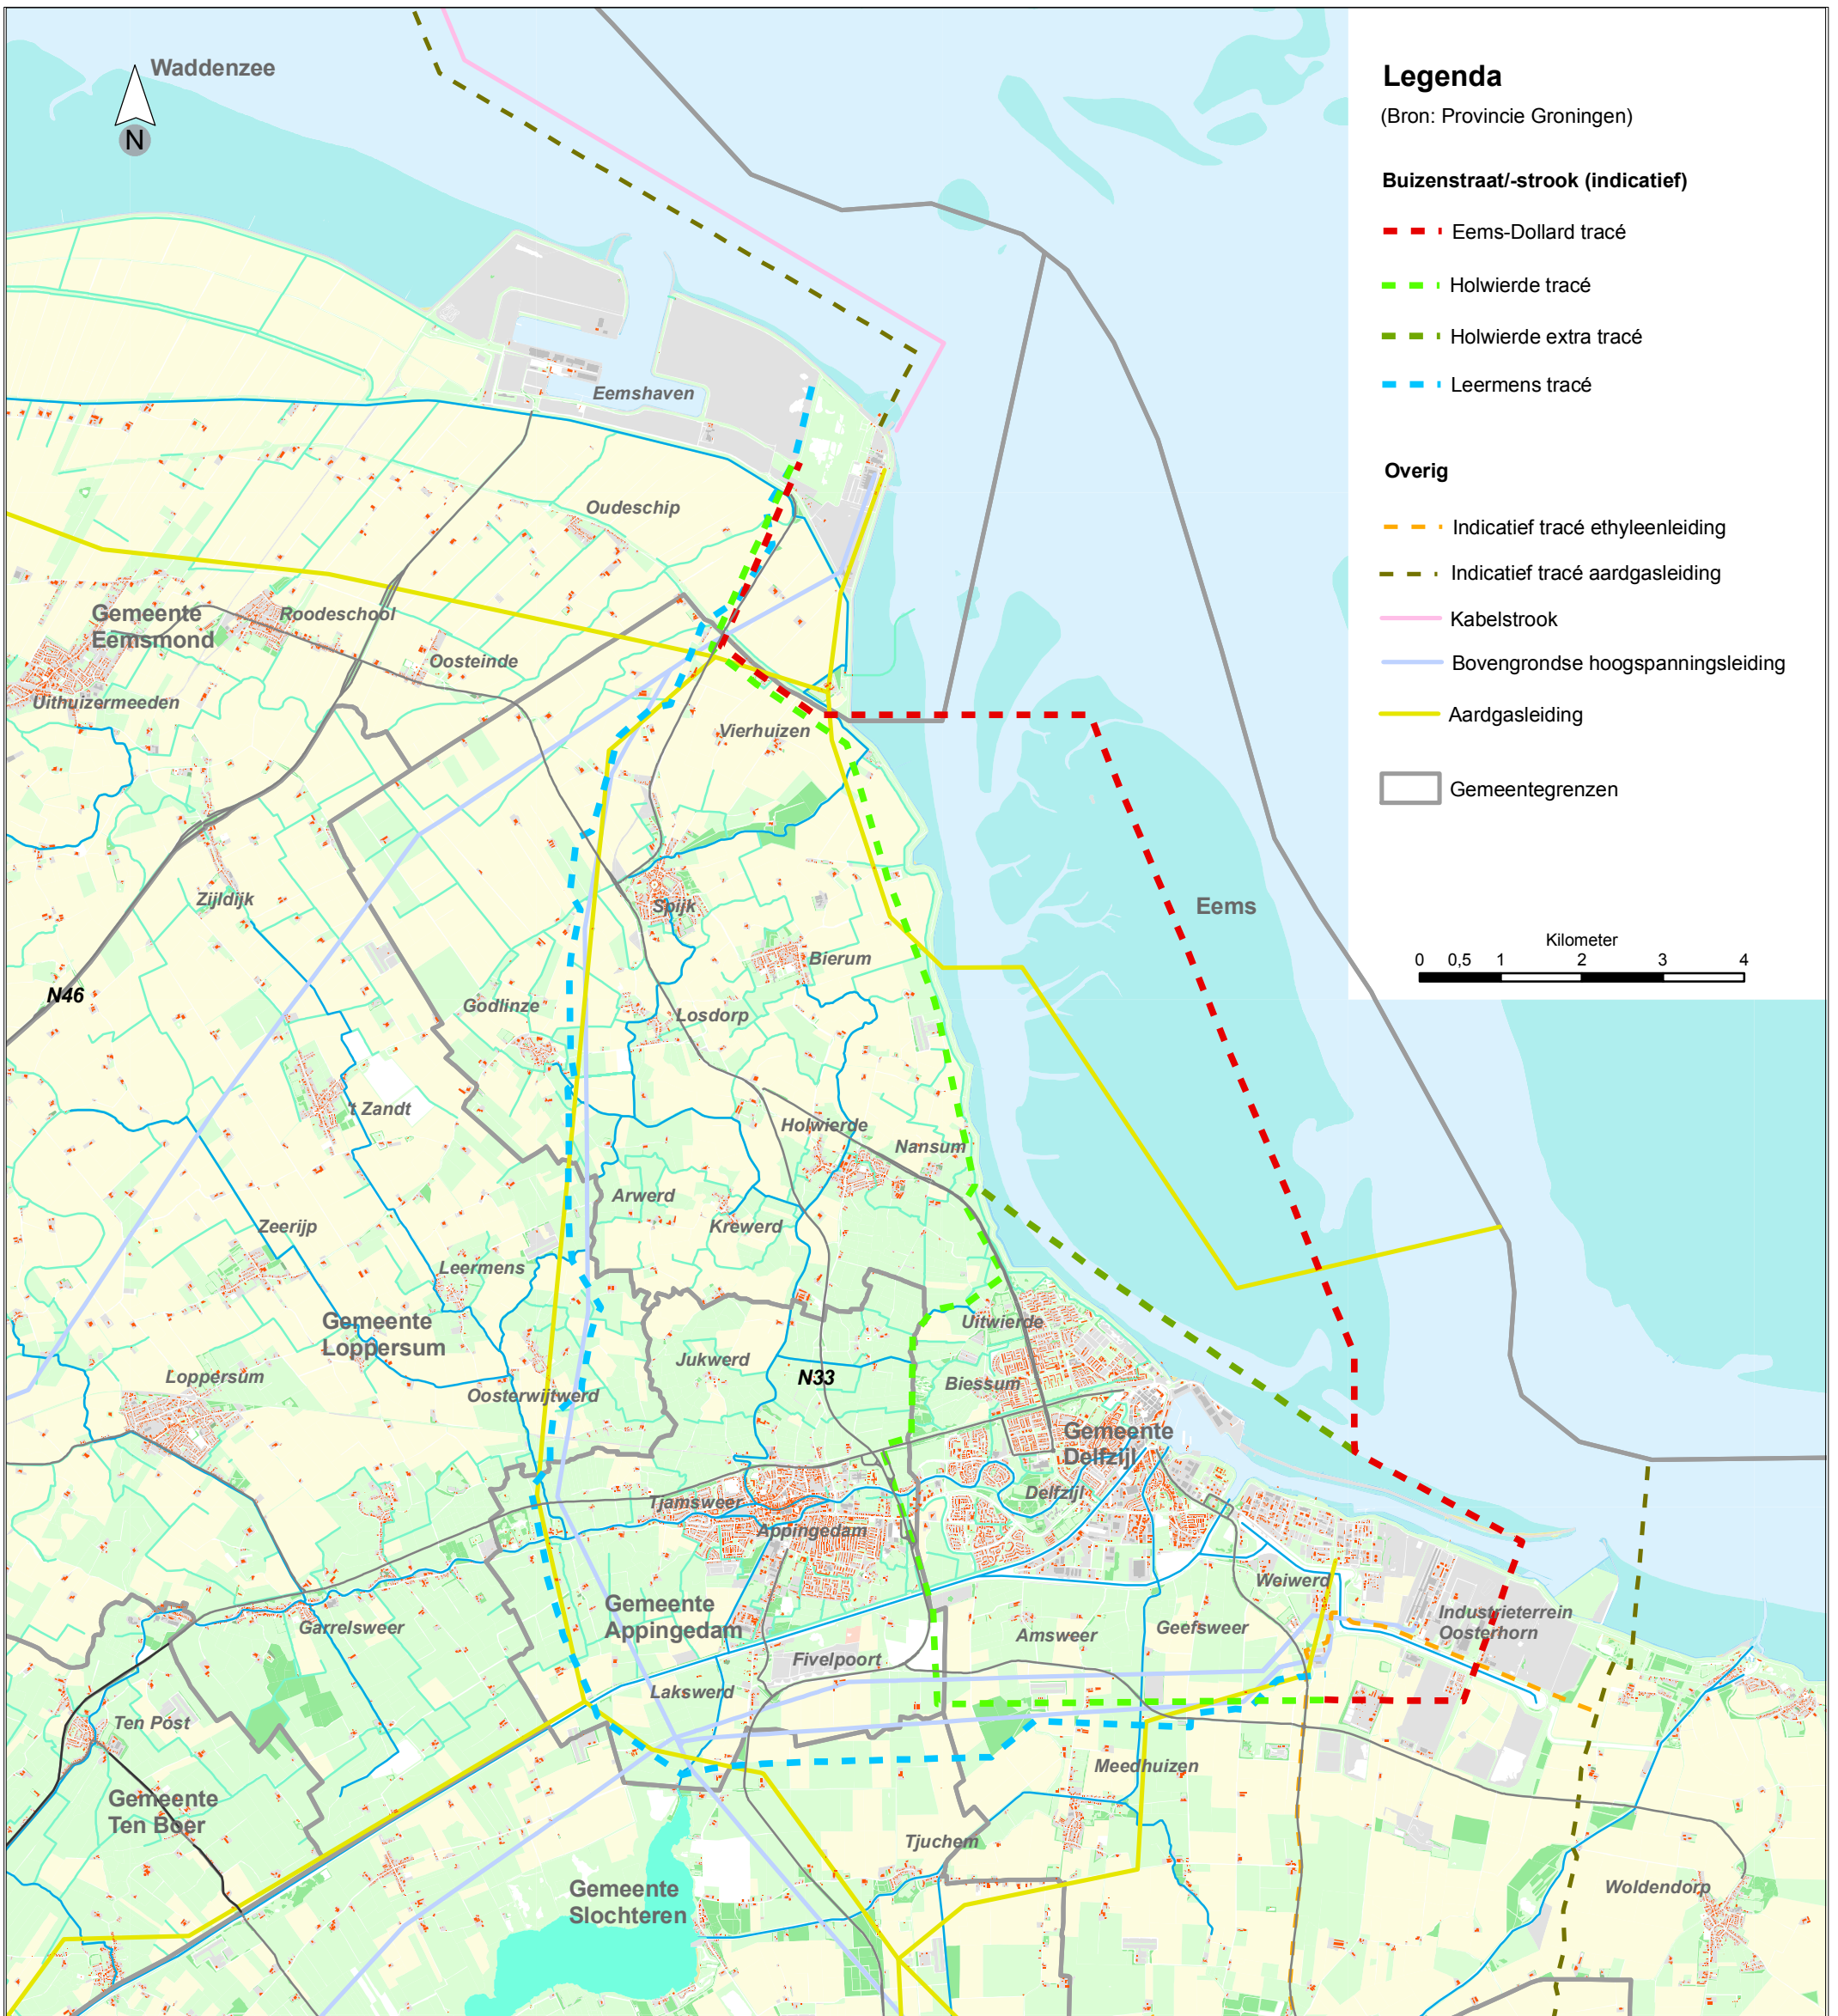 Waddenzee
N
Legenda
(Bron: Provincie Groningen)
Buizenstraat/-strook (indicatief)
Eems-Dollard tracé
Holwierde tracé
Holwierde extra tracé
Leermens tracé
Overig
Indicatief tracé ethyleenleiding
Indicatief tracé aardgasleiding
Kabelstrook
Bovengrondse hoogspanningsleiding
Aardgasleiding
Gemeentegrenzen
Kilometer
0 0,5 1 2 3 4
Eemshaven
Oudeschip
Gemeente
Eemsmond
Roodeschool
Oosteinde
Uithuizermeeden
Vierhuizen
Zijldijk
Spijk
Eems
Bierum
N46
Godlinze
Losdorp
't Zandt
Holwierde
Nansum
Arwerd
Krewerd
Zeerijp
Leermens
Gemeente
Loppersum
Uitwierde
Jukwerd
N33
Biessum
Loppersum
Oosterwijtwerd
Gemeente
Delfzijl
Delfzijl
Tjamsweer
Appingedam
Weiwerd
Gemeente
Appingedam
Garrelsweer
Amsweer
Geefsweer
Industrieterrein
Oosterhorn
Fivelpoort
Lakswerd
Ten Post
Meedhuizen
Gemeente
Ten Boer
Tjuchem
Gemeente
Slochteren
Woldendorp